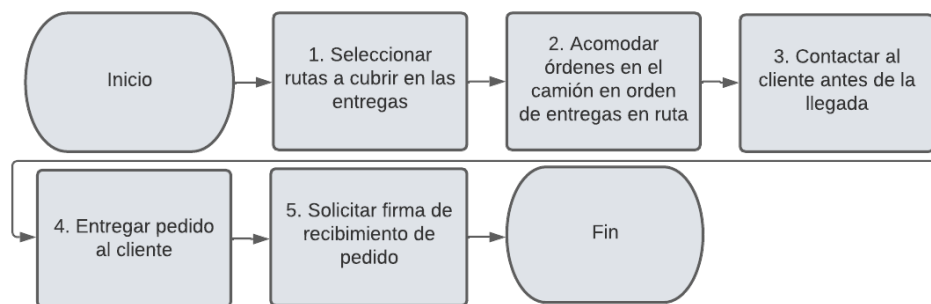 Inicio
1. Seleccionar
rutas a cubrir en las
entregas
2. Acomodar
órdenes en el
camión en orden
de entregas en ruta
3. Contactar al
cliente antes de la
llegada
4. Entregar pedido
al cliente
5. Solicitar firma de
recibimiento de
pedido
Fin